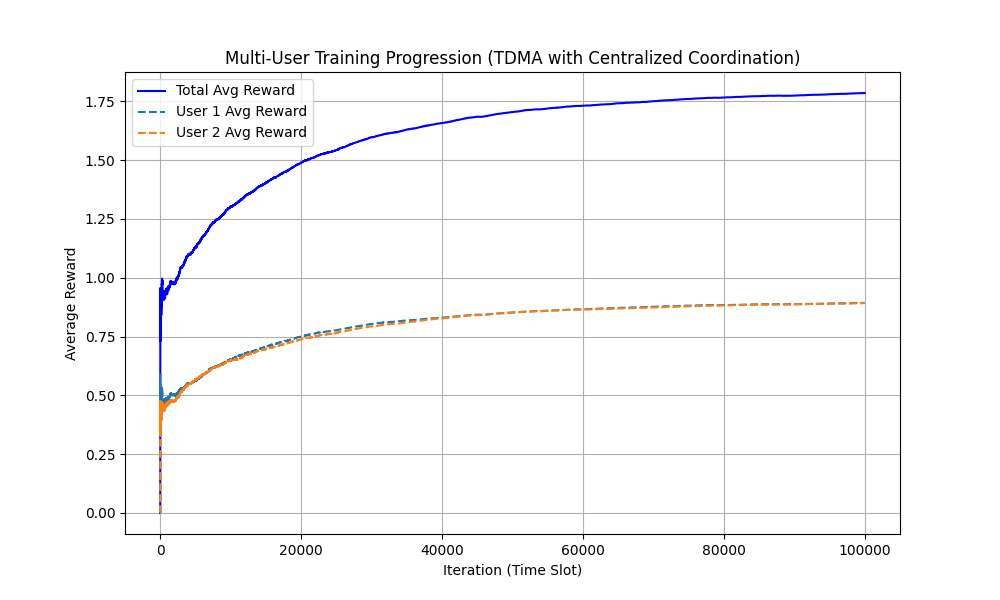 Multi-User Training Progression (TDMA with Centralized Coordination)
Total Avg Reward
User 1 Avg Reward
User 2 Avg Reward
Average Reward
1.75
1.50
1.25
1.00
0.75
0.50
0.25
0.00
0 20000 40000 60000 80000 100000
Iteration (Time Slot)